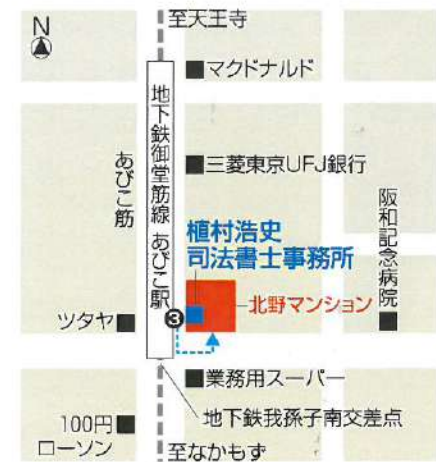 至天王寺
N
マクドナルド
地下鉄御堂筋線 あびこ駅
あびこ筋
三菱東京UFJ銀行
阪和記念病院
植村浩史
司法書士事務所
北野マンション
ツタヤ
3
業務用スーパー
地下鉄我孫子南交差点
100円
ローソン
至なかもず